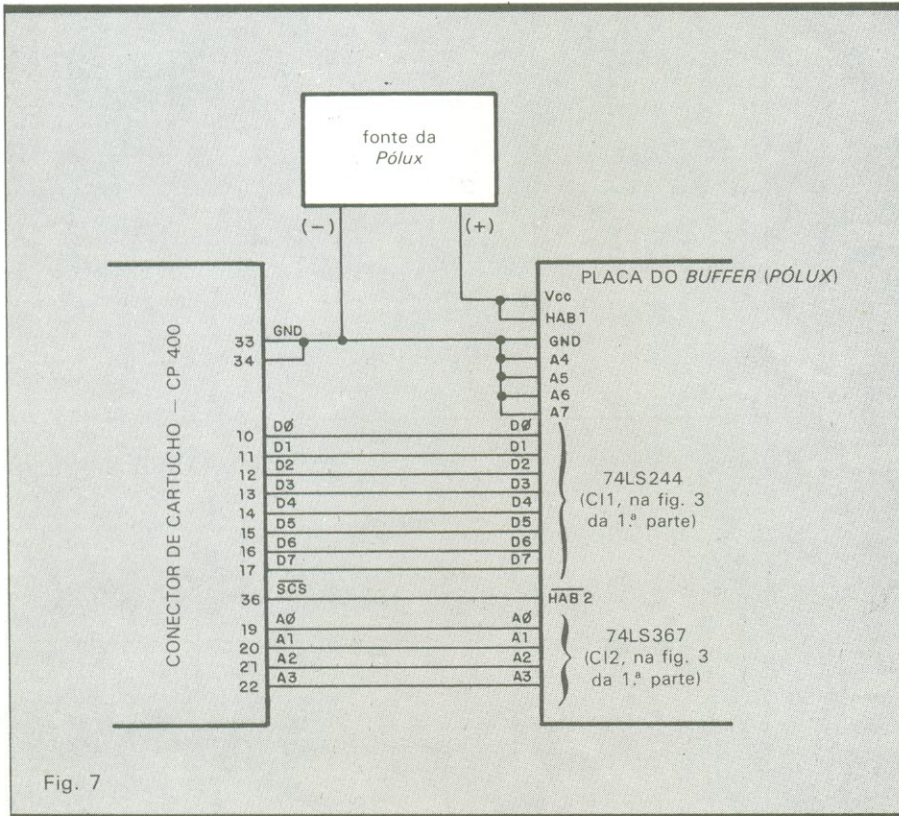 fonte da
Pólux
(−)
(+)
CONECTOR DE CARTUCHO — CP 400
PLACA DO BUFFER (PÓLUX)
Vcc
HAB 1
33 GND GND
34 A4
A5
A6
A7
10 DØ DØ
11 D1 D1
12 D2 D2
13 D3 D3
14 D4 D4
15 D5 D5
16 D6 D6
17 D7 D7
74LS244
(CI1, na fig. 3
da 1.ª parte)
36 SCS HAB 2
19 AØ AØ
20 A1 A1
21 A2 A2
22 A3 A3
74LS367
(CI2, na fig. 3
da 1.ª parte)
Fig. 7